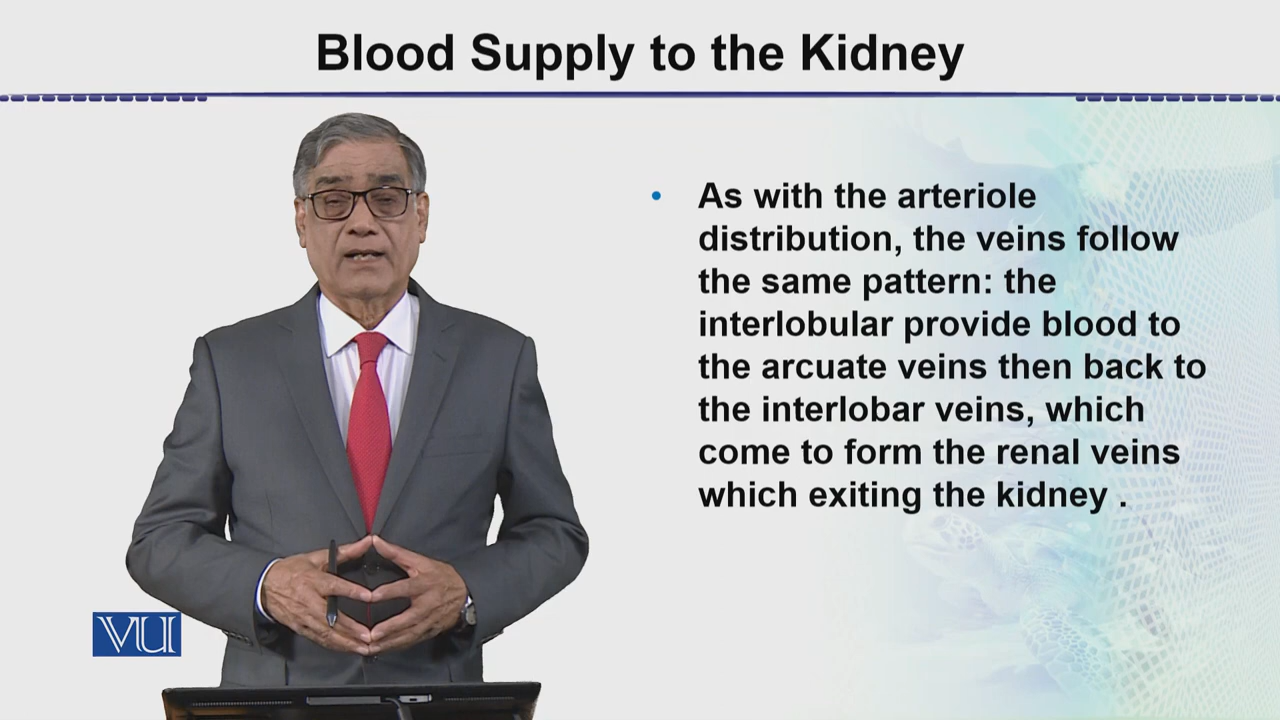 Blood Supply to the Kidney
• As with the arteriole
distribution, the veins follow
the same pattern: the
interlobular provide blood to
the arcuate veins then back to
the interlobar veins, which
come to form the renal veins
which exiting the kidney .
VU